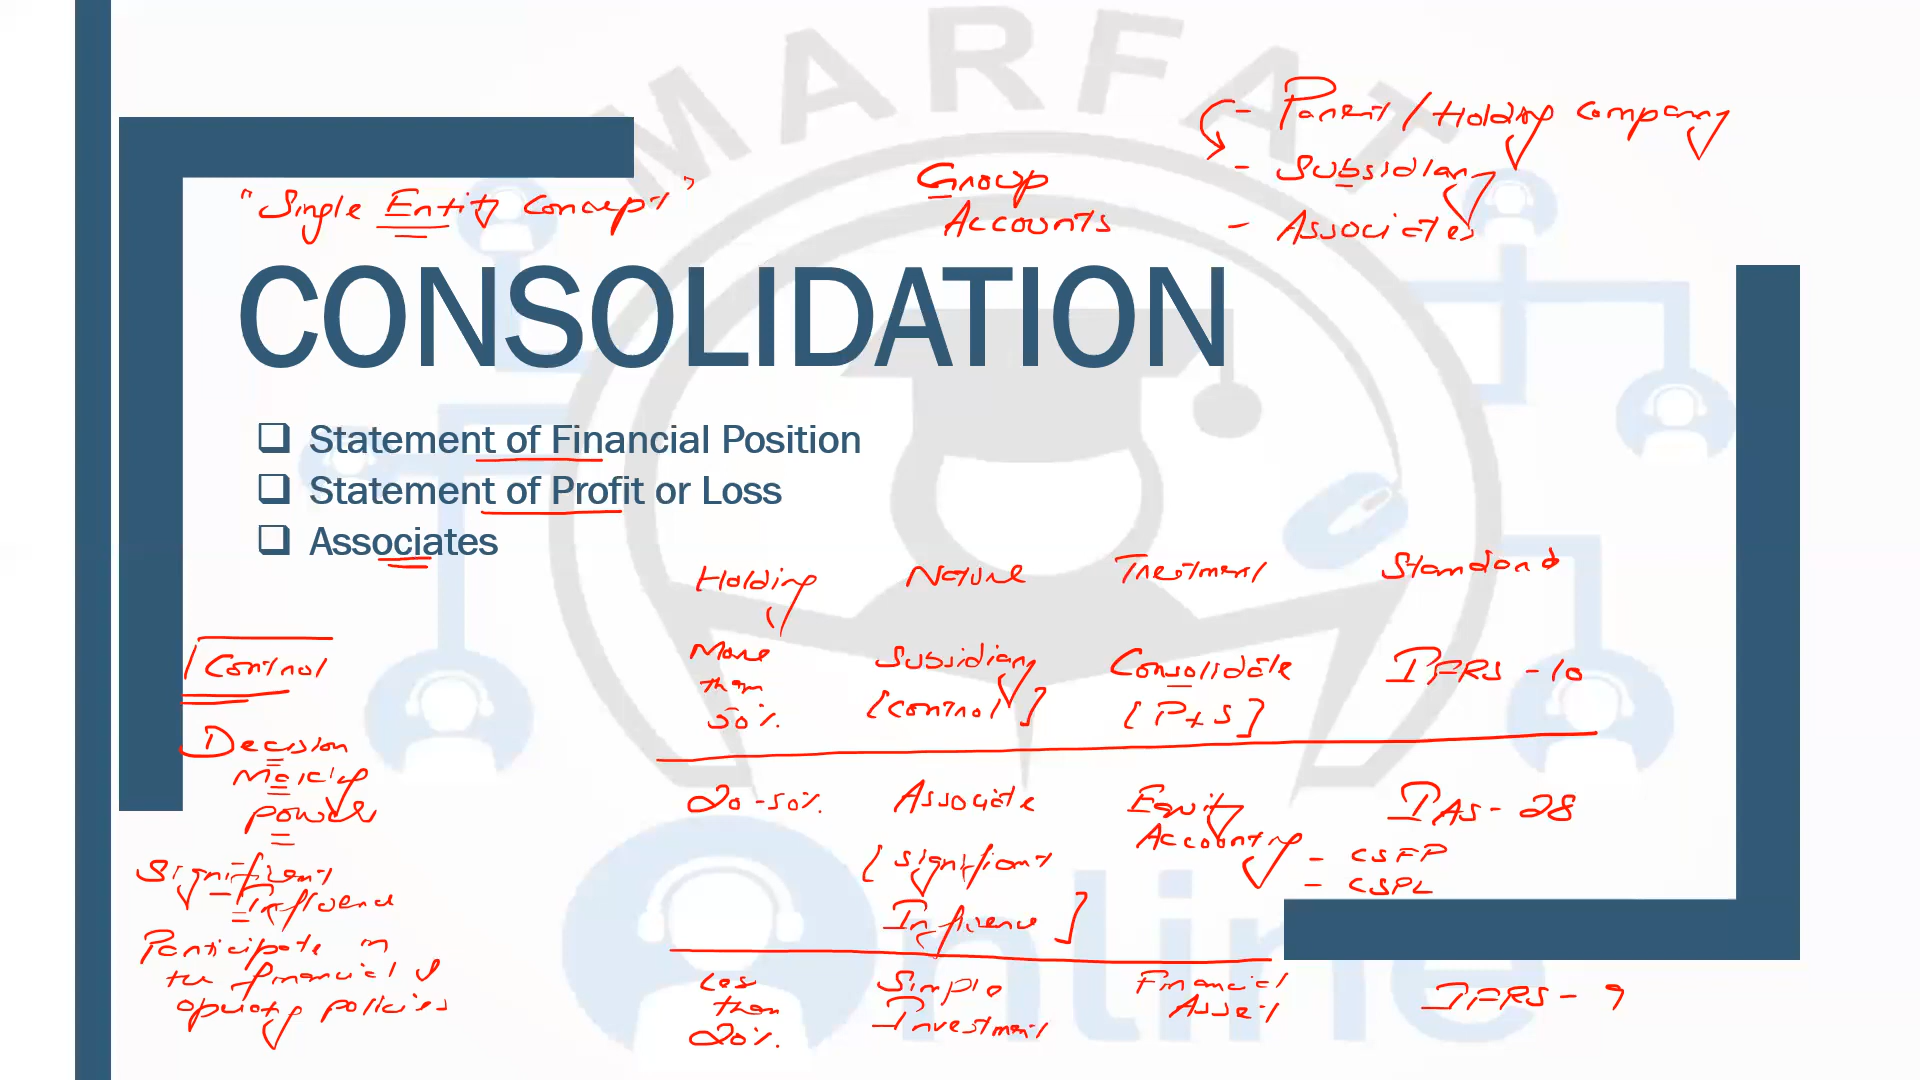 MARFAT
Parent / Holding Company
- Subsidiary
- Associates
Group
Accounts
"Single Entity Concept"
CONSOLIDATION
Statement of Financial Position
Statement of Profit or Loss
Associates
Holding Nature Treatment Standard
More than 50% Subsidiary [Control] Consolidate [P+S] IFRS - 10
20-50% Associate [Significant Influence] Equity Accounting - CSFP - CSPL IAS - 28
Less than 20% Simple Investment Financial Asset IFRS - 9
Control
Decision
Making
power
Significant
Influence
Participate in
the financial &
operating policies
nline